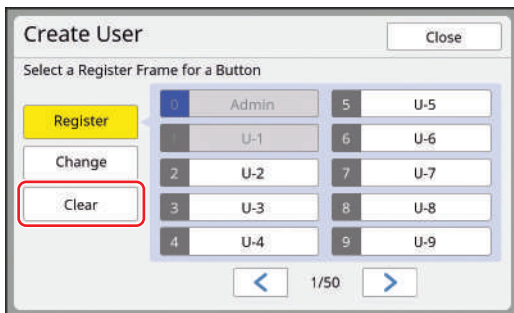 Create User
Close
Select a Register Frame for a Button
Register
Change
Clear
0 Admin
1 U-1
2 U-2
3 U-3
4 U-4
5 U-5
6 U-6
7 U-7
8 U-8
9 U-9
< 1/50 >